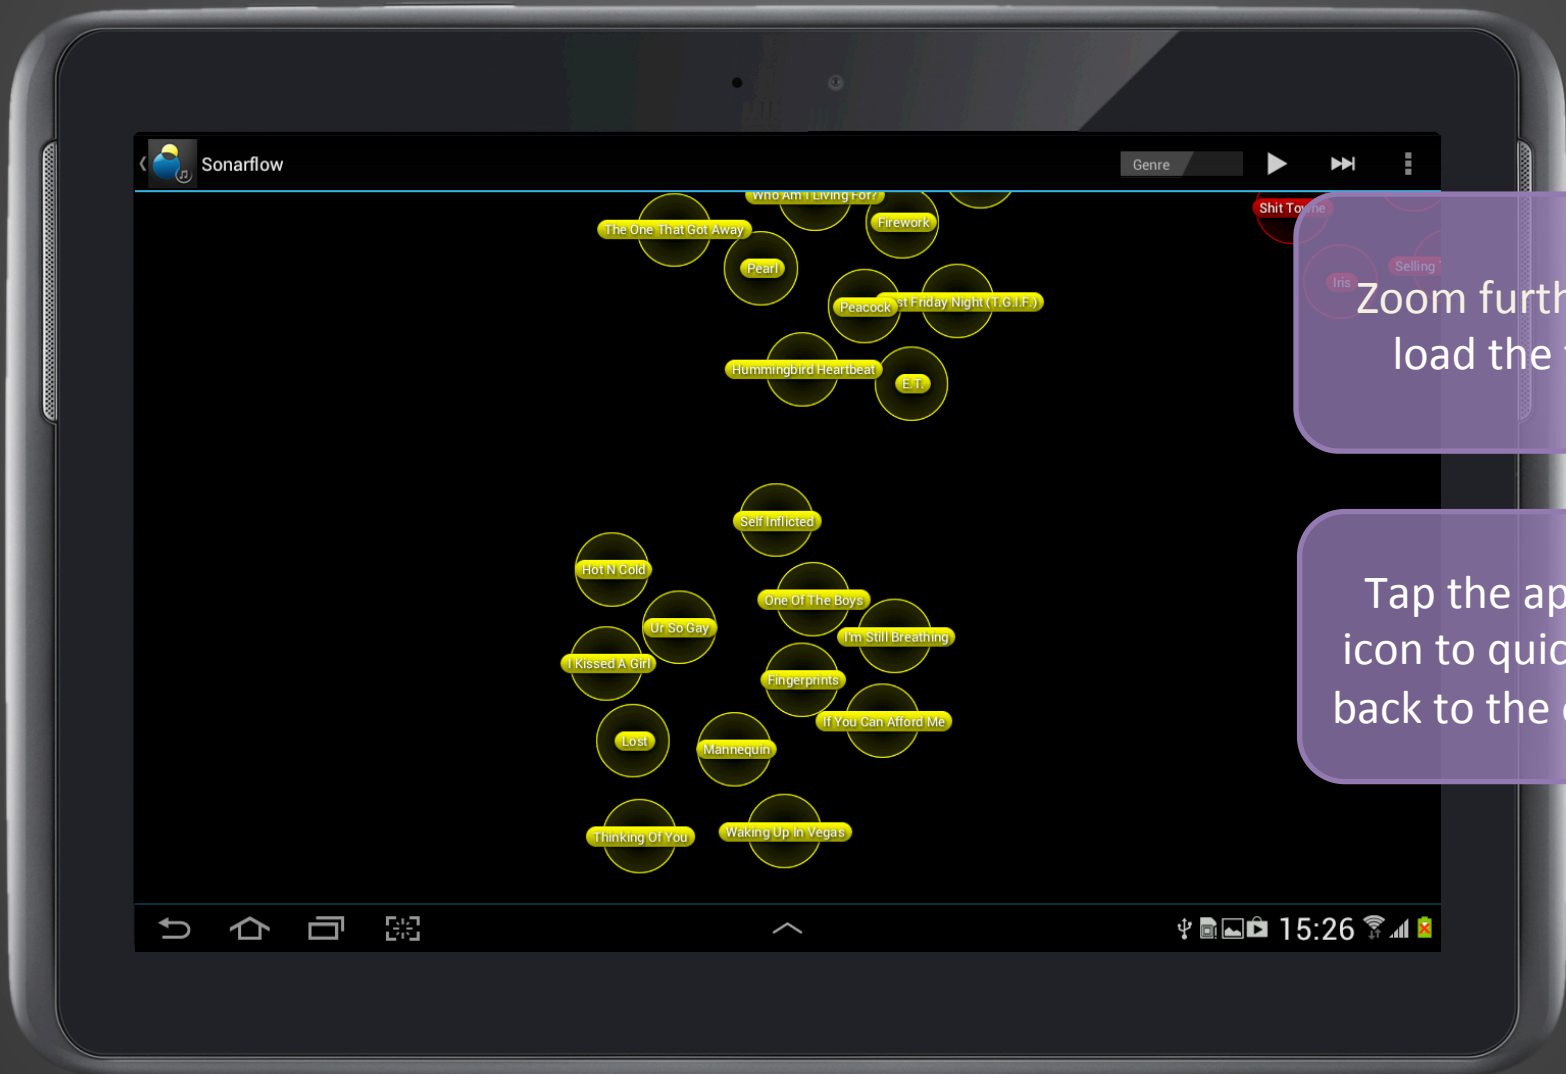 Sonarflow
Genre
Who Am I Living For?
The One That Got Away
Firework
Shit Towne
Pearl
Iris
Selling
Peacock
st Friday Night (T.G.I.F.)
Hummingbird Heartbeat
E.T.
Zoom furth
load the
Self Inflicted
Hot N Cold
One Of The Boys
Ur So Gay
I'm Still Breathing
I Kissed A Girl
Fingerprints
If You Can Afford Me
Lost
Mannequin
Thinking Of You
Waking Up In Vegas
Tap the ap
icon to quic
back to the
15:26